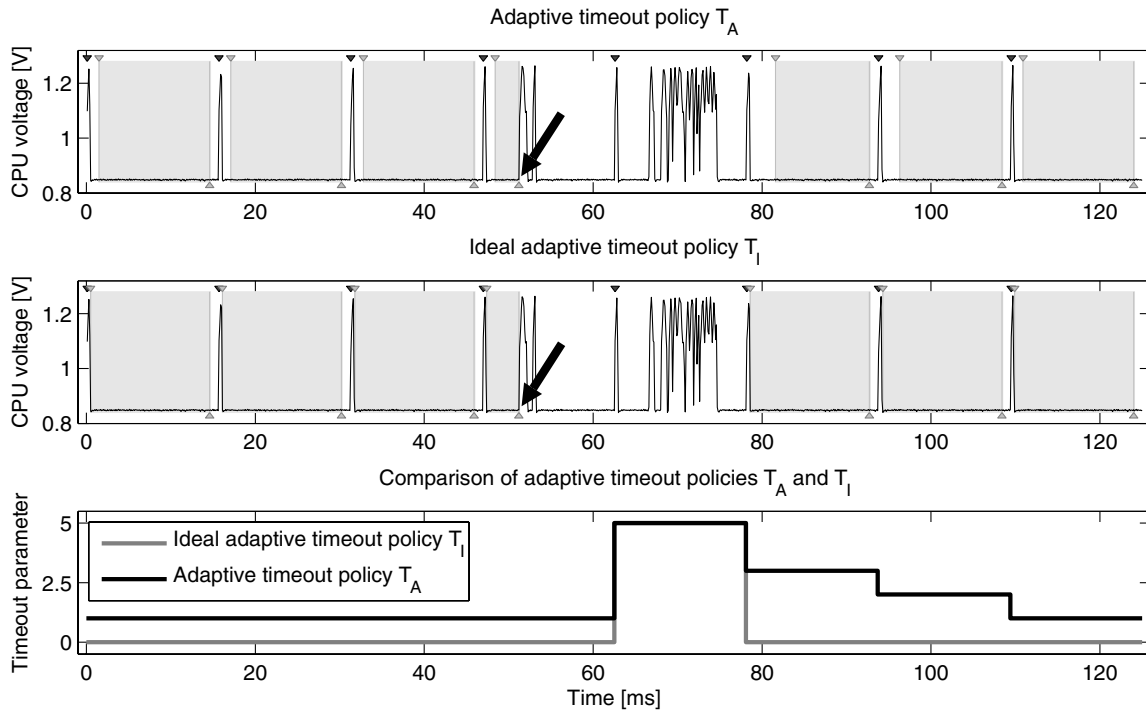 Adaptive timeout policy T_A
CPU voltage [V]
1.2
1
0.8
0 20 40 60 80 100 120
Ideal adaptive timeout policy T_I
CPU voltage [V]
1.2
1
0.8
0 20 40 60 80 100 120
Comparison of adaptive timeout policies T_A and T_I
Timeout parameter
5
2.5
0
Ideal adaptive timeout policy T_I
Adaptive timeout policy T_A
0 20 40 60 80 100 120
Time [ms]